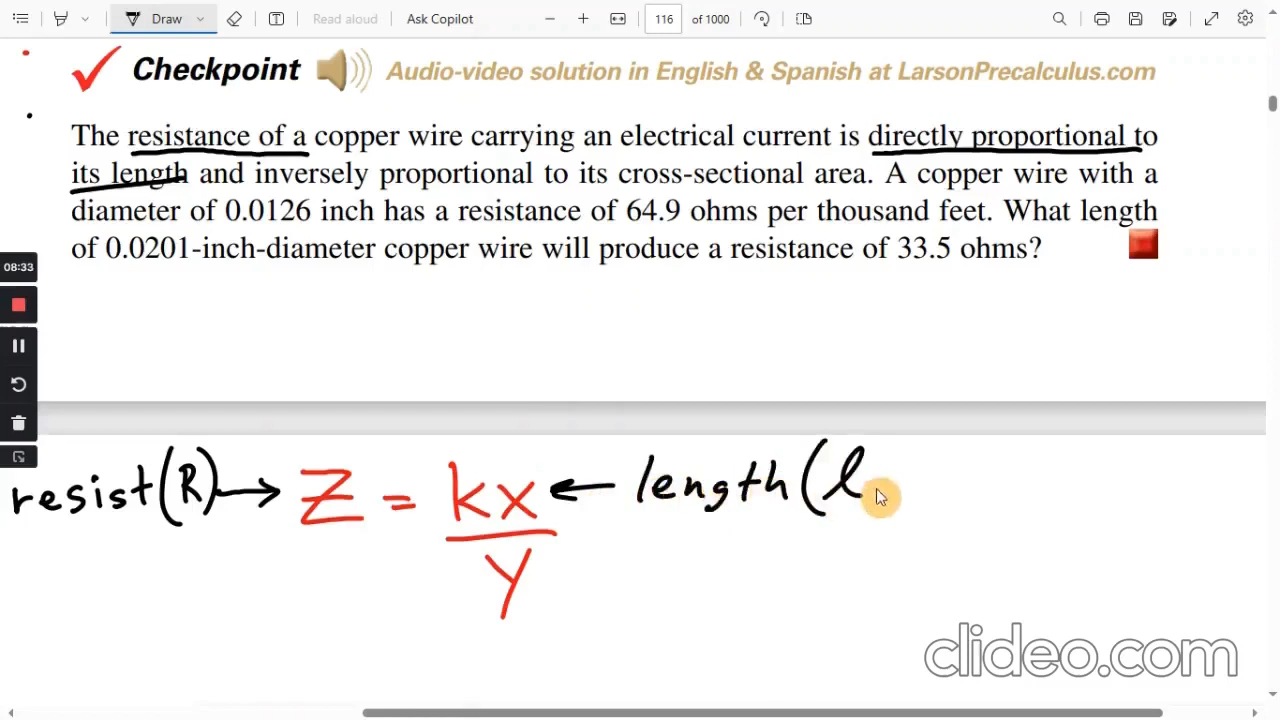 Draw
Read aloud
Ask Copilot
116 of 1000
Checkpoint Audio-video solution in English & Spanish at LarsonPrecalculus.com
The resistance of a copper wire carrying an electrical current is directly proportional to
its length and inversely proportional to its cross-sectional area. A copper wire with a
diameter of 0.0126 inch has a resistance of 64.9 ohms per thousand feet. What length
of 0.0201-inch-diameter copper wire will produce a resistance of 33.5 ohms?
08:33
resist(R) → Z = kx ← length(l
y
clideo.com